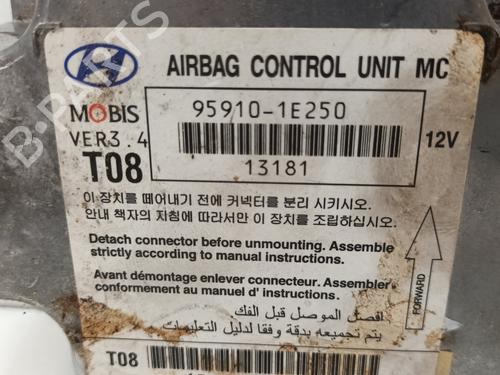 AIRBAG CONTROL UNIT MC
MOBIS
95910-1E250
VER3.4
12V
T08
13181
이 장치를 떼어내기 전에 커넥터를 분리 시키시오.
안내 책자의 지침에 따라서만 이 장치를 조립하십시오.
Detach connector before unmounting. Assemble
strictly according to manual instructions.
Avant démontage enlever connecteur. Assembler
conformement au manuel d' instructions.
FORWARD
افصل الموصل قبل الفك
يتم تجميعه بدقة وفقا لدليل التعليمات
T08
B-PARTS